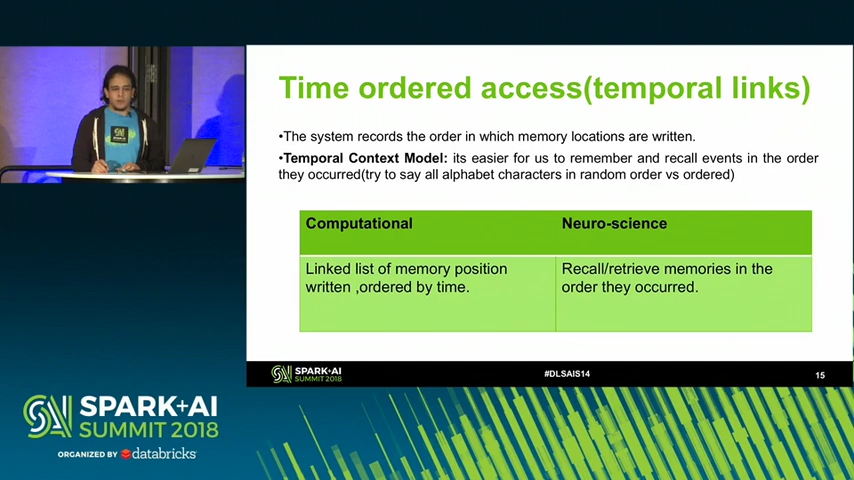 Time ordered access(temporal links)
•The system records the order in which memory locations are written.
•Temporal Context Model: its easier for us to remember and recall events in the order
they occurred(try to say all alphabet characters in random order vs ordered)
Computational
Neuro-science
Linked list of memory position
written ,ordered by time.
Recall/retrieve memories in the
order they occurred.
SPARK+AI
SUMMIT 2018
#DLSAIS14
15
SPARK+AI
SUMMIT 2018
ORGANIZED BY databricks